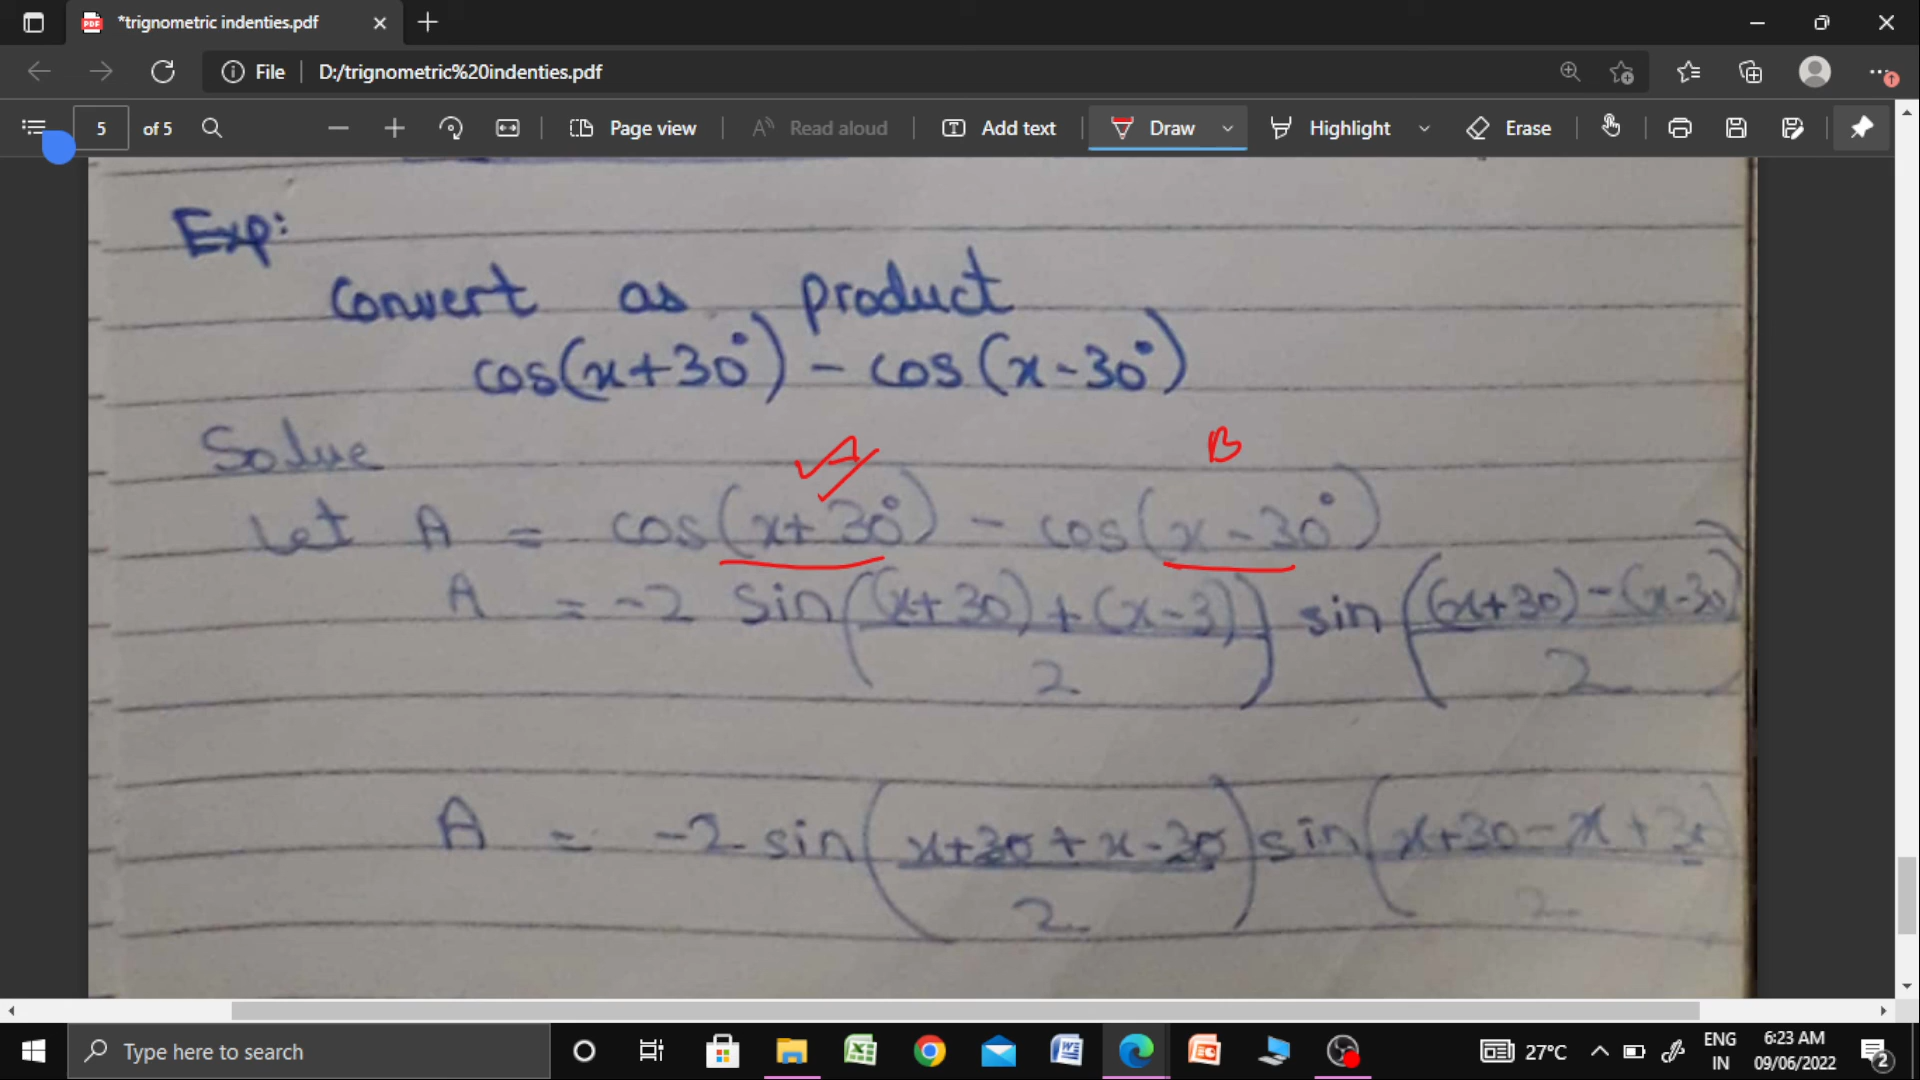 *trignometric indenties.pdf
File D:/trignometric%20indenties.pdf
5 of 5 Page view Read aloud Add text Draw Highlight Erase
Exp:
Convert as product
cos(x+30°) - cos(x-30°)
Solve
A B
Let A = cos(x+30°) - cos(x-30°)
A = -2 sin((x+30)+(x-3))/2) sin((x+30)-(x-30)/2)
A = -2 sin(x+30+x-30/2) sin(x+30-x+30/2)
Type here to search 27°C ENG 6:23 AM
IN 09/06/2022 2